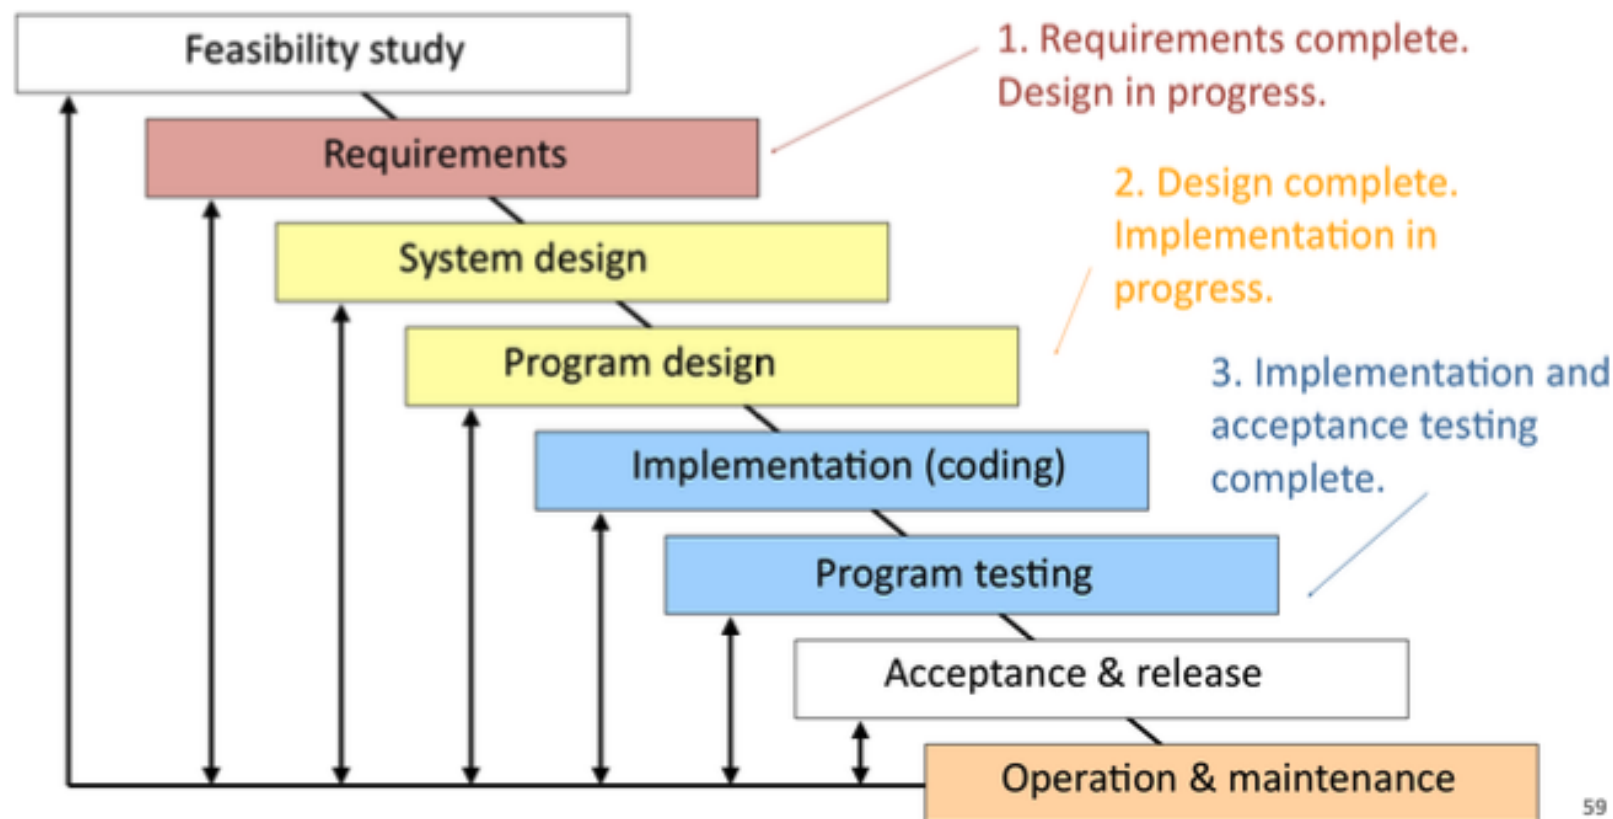 Feasibility study
1. Requirements complete.
Design in progress.
Requirements
2. Design complete.
Implementation in
progress.
System design
Program design
3. Implementation and
acceptance testing
complete.
Implementation (coding)
Program testing
Acceptance & release
Operation & maintenance
59